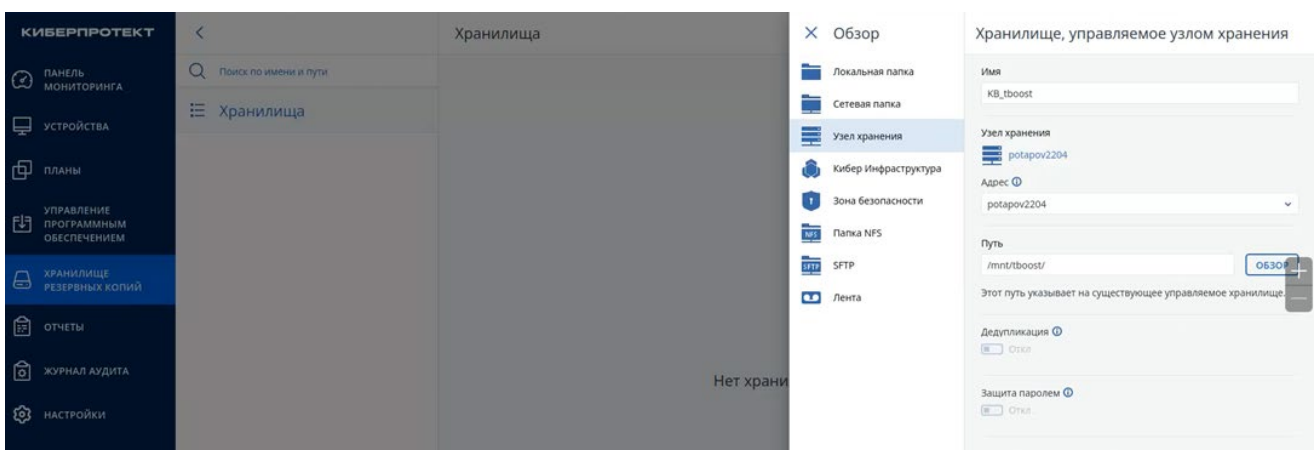 КИБЕРПРОТЕКТ
ПАНЕЛЬ
МОНИТОРИНГА
УСТРОЙСТВА
ПЛАНЫ
УПРАВЛЕНИЕ
ПРОГРАММНЫМ
ОБЕСПЕЧЕНИЕМ
ХРАНИЛИЩЕ
РЕЗЕРВНЫХ КОПИЙ
ОТЧЕТЫ
ЖУРНАЛ АУДИТА
НАСТРОЙКИ
Поиск по имени и пути
Хранилища
Хранилища
Нет храни
Обзор
Локальная папка
Сетевая папка
Узел хранения
Кибер Инфраструктура
Зона безопасности
NFS Папка NFS
SFTP SFTP
Лента
Хранилище, управляемое узлом хранения
Имя
KB_tboost
Узел хранения
potapov2204
Адрес
potapov2204
Путь
/mnt/tboost/ ОБЗОР
Этот путь указывает на существующее управляемое хранилище.
Дедупликация
Откл
Защита паролем
Откл